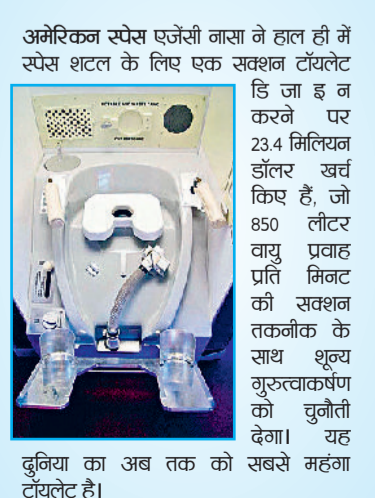 अमेरिकन स्पेस एजेंसी नासा ने हाल ही में
स्पेस शटल के लिए एक सक्शन टॉयलेट
डिजाइन
करने पर
23.4 मिलियन
डॉलर खर्च
किए हैं, जो
850 लीटर
वायु प्रवाह
प्रति मिनट
की सक्शन
तकनीक के
साथ शून्य
गुरुत्वाकर्षण
को चुनौती
देगा। यह
दुनिया का अब तक को सबसे महंगा
टॉयलेट है।